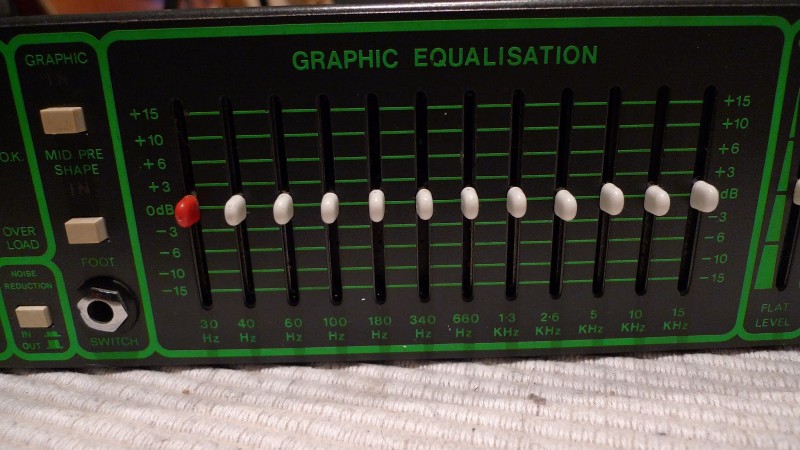 GRAPHIC EQUALISATION
GRAPHIC
IN
MID PRE
SHAPE
IN
FOOT
SWITCH
O.K.
OVER
LOAD
NOISE
REDUCTION
IN
OUT
+15
+10
+6
+3
0dB
-3
-6
-10
-15
+15
+10
+6
+3
dB
-3
-6
-10
-15
30 40 60 100 180 340 660 1·3 2·6 5 10 15
Hz Hz Hz Hz Hz Hz Hz KHz KHz KHz KHz KHz
FLAT
LEVEL